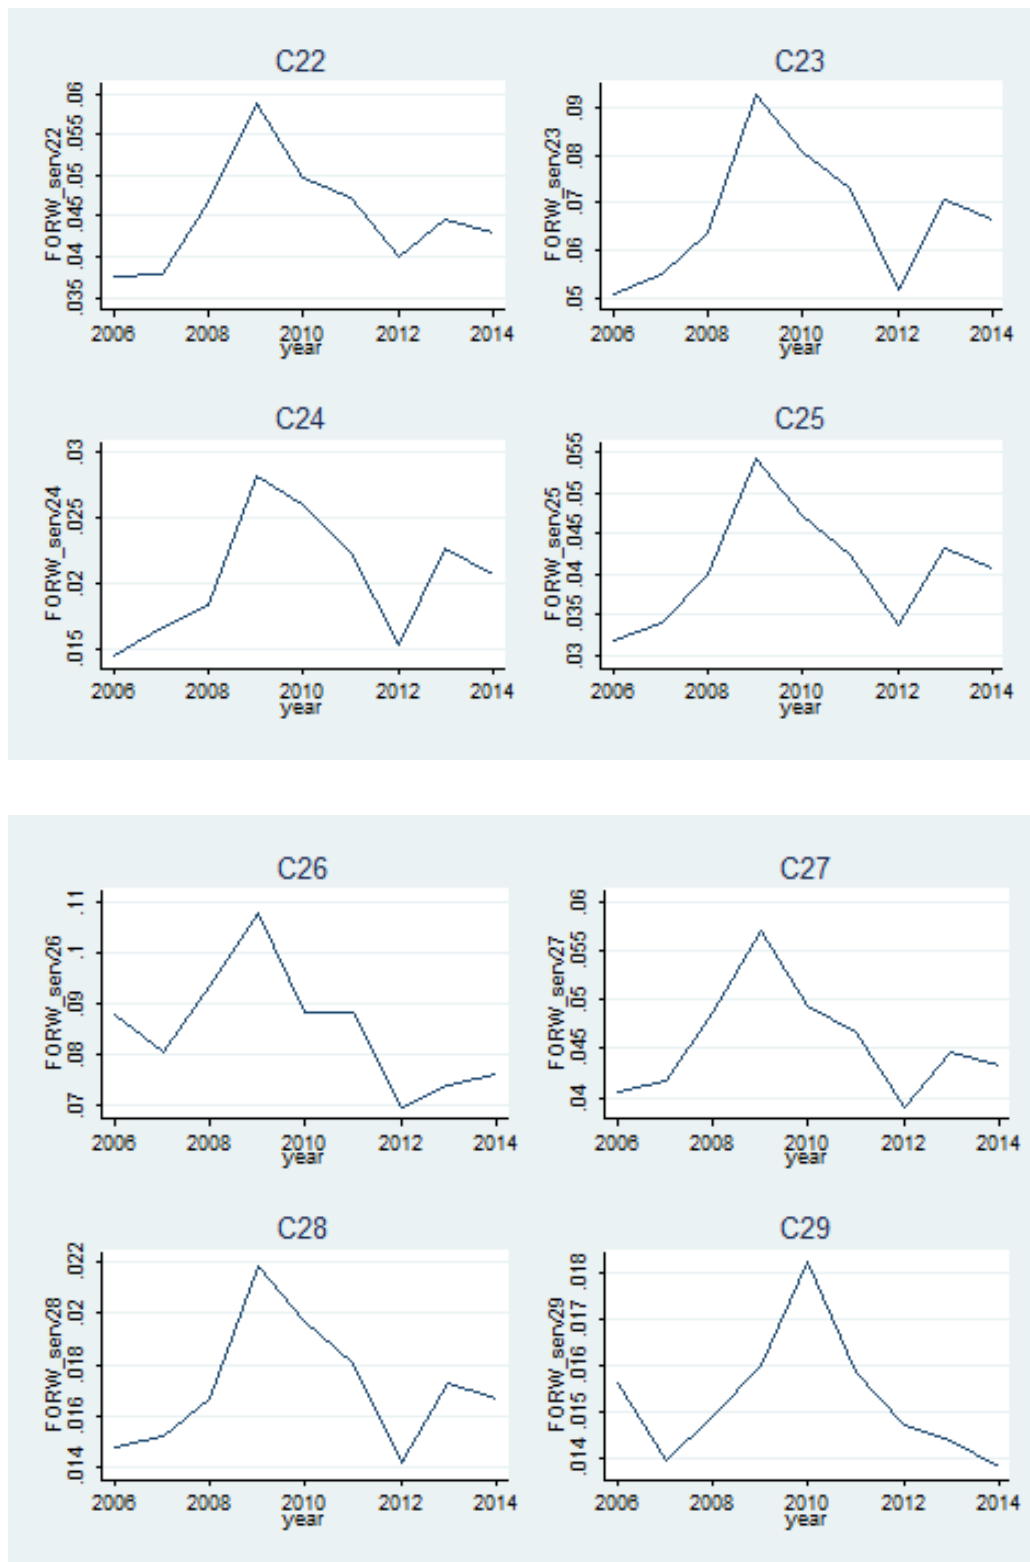 C22
FORW_serv22
.035 .04 .045 .05 .055 .06
2006 2008 2010 2012 2014
year
C23
FORW_serv23
.05 .06 .07 .08 .09
2006 2008 2010 2012 2014
year
C24
FORW_serv24
.015 .02 .025 .03
2006 2008 2010 2012 2014
year
C25
FORW_serv25
.03 .035 .04 .045 .05 .055
2006 2008 2010 2012 2014
year
C26
FORW_serv26
.07 .08 .09 .1 .11
2006 2008 2010 2012 2014
year
C27
FORW_serv27
.04 .045 .05 .055 .06
2006 2008 2010 2012 2014
year
C28
FORW_serv28
.014 .016 .018 .02 .022
2006 2008 2010 2012 2014
year
C29
FORW_serv29
.014 .015 .016 .017 .018
2006 2008 2010 2012 2014
year